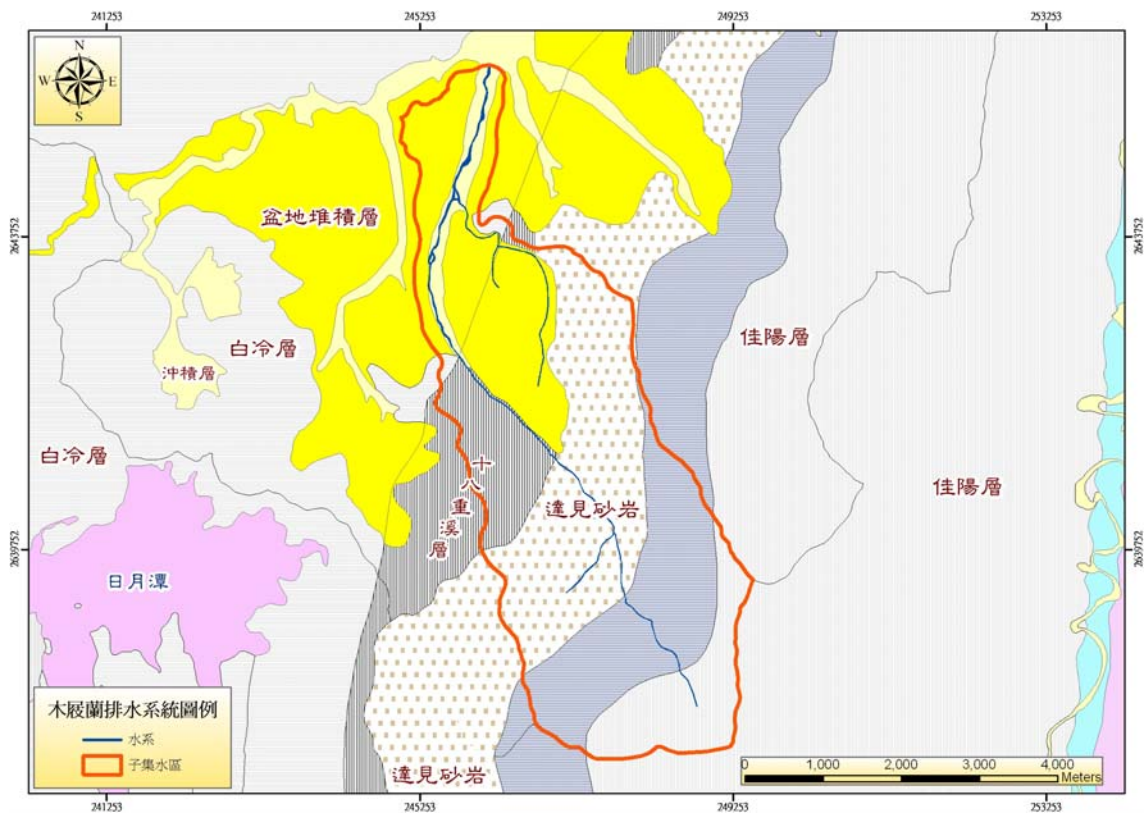 241253 245253 249253 253253
N
W E
S
2643752 2643752
盆地堆積層
白冷層
佳陽層
沖積層
白冷層
十八重溪層
達見砂岩
佳陽層
2639752 2639752
日月潭
木屐蘭排水系統圖例
水系
子集水區
達見砂岩
0 1,000 2,000 3,000 4,000
Meters
241253 245253 249253 253253